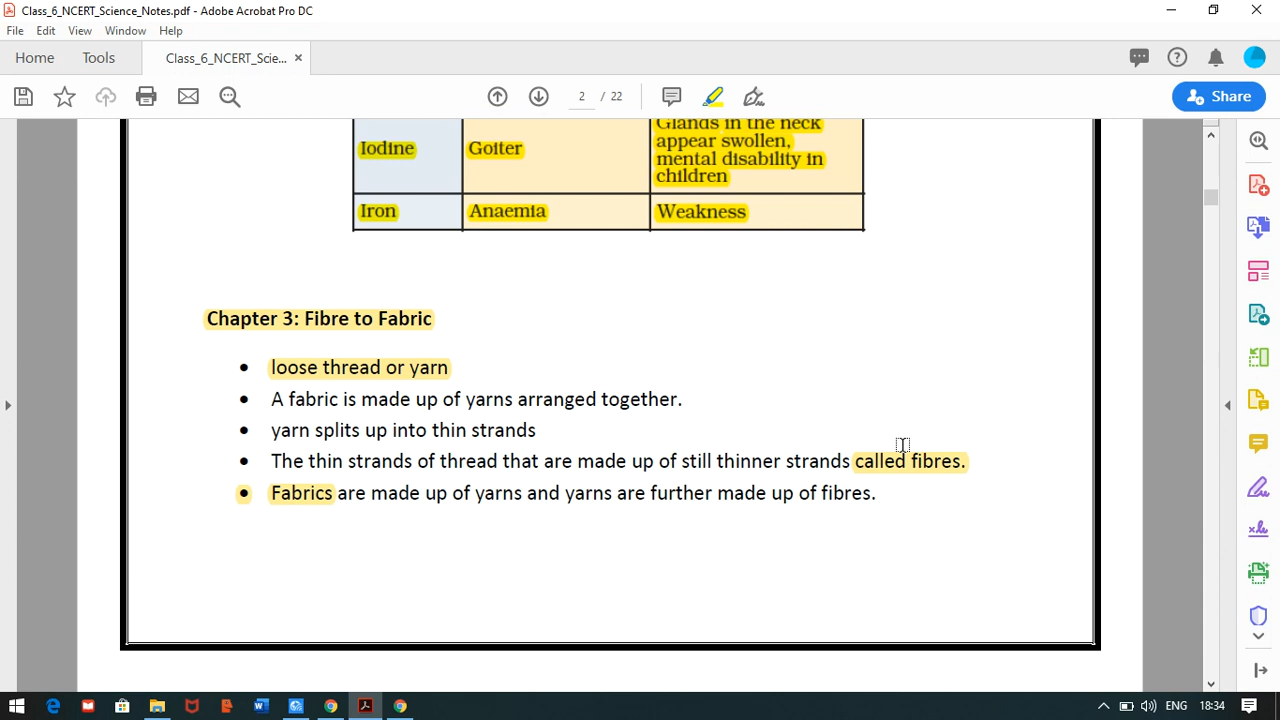 Class_6_NCERT_Science_Notes.pdf - Adobe Acrobat Pro DC
File Edit View Window Help
Home Tools Class_6_NCERT_Scie... ×
2 / 22
Share
Iodine
Goiter
Glands in the neck
appear swollen,
mental disability in
children
Iron Anaemia Weakness
Chapter 3: Fibre to Fabric
• loose thread or yarn
• A fabric is made up of yarns arranged together.
• yarn splits up into thin strands
• The thin strands of thread that are made up of still thinner strands called fibres.
• Fabrics are made up of yarns and yarns are further made up of fibres.
ENG 18:34